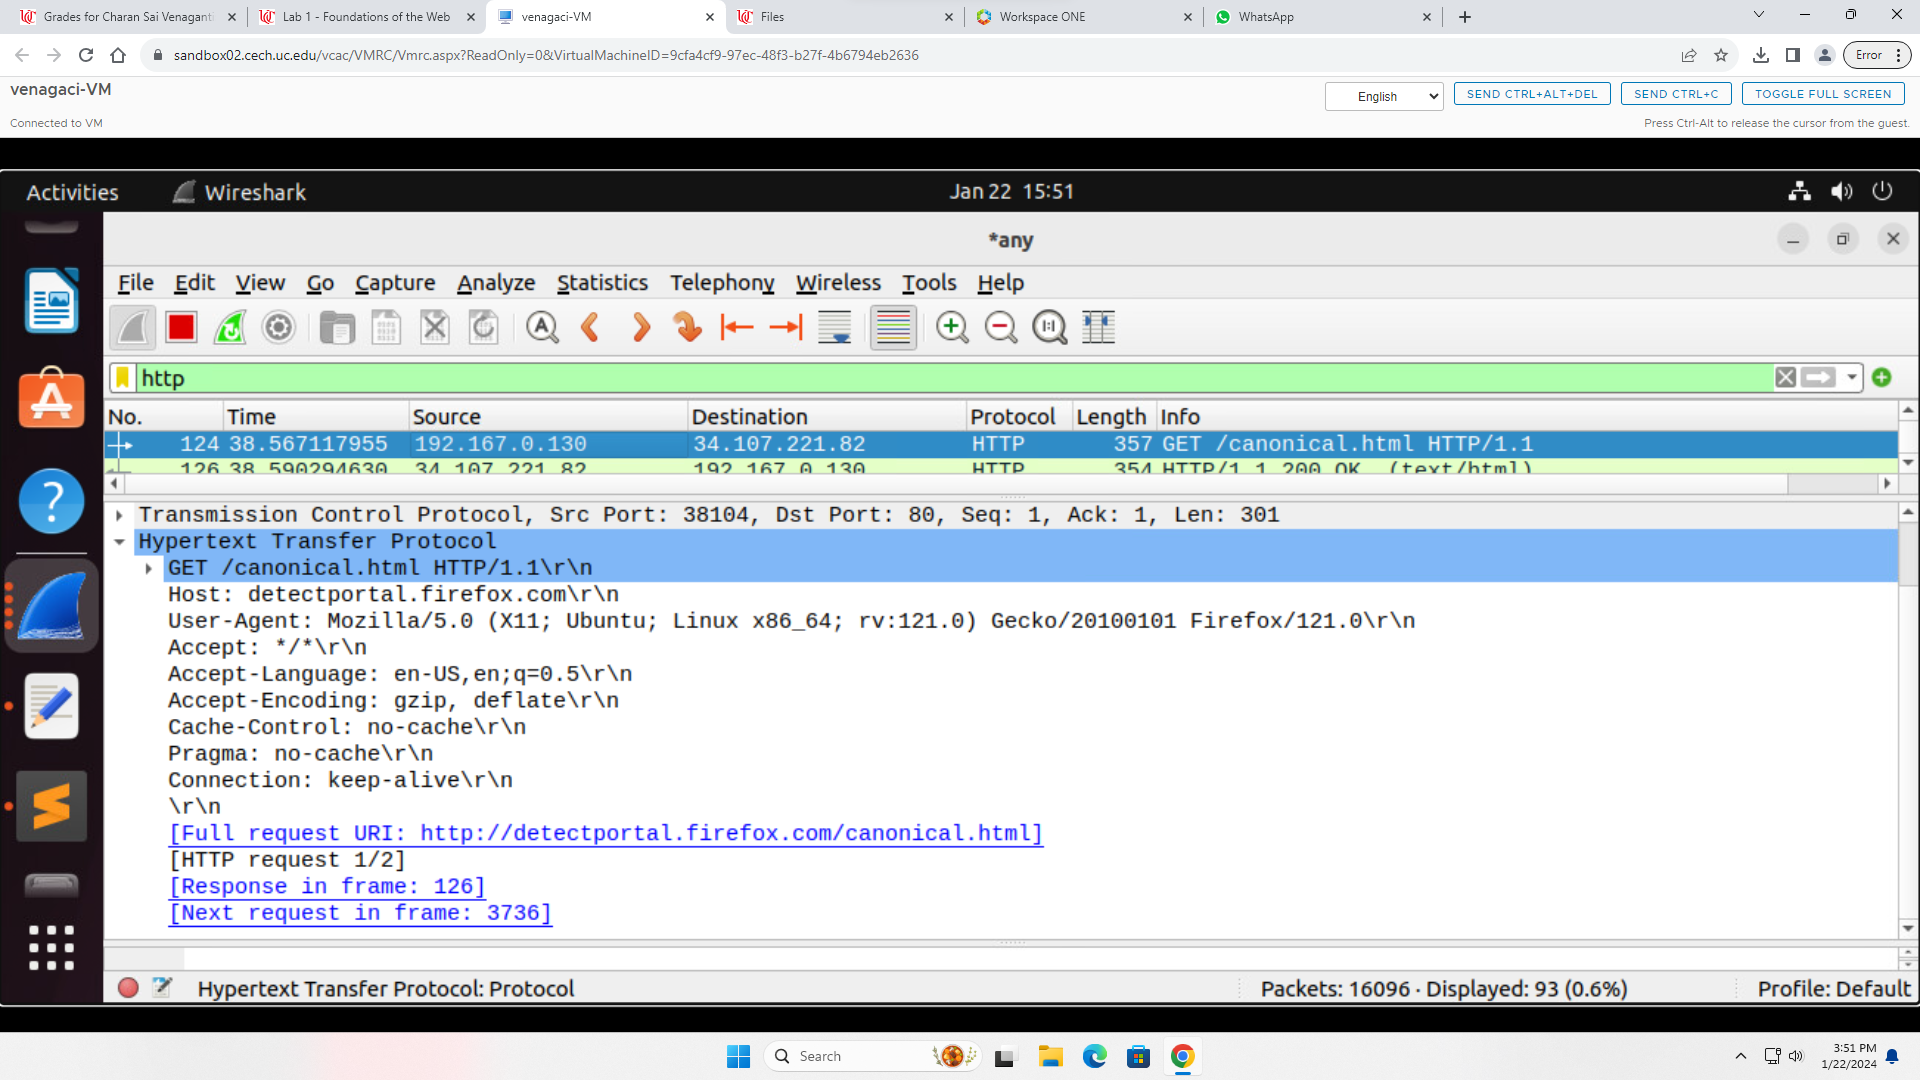 Grades for Charan Sai Venaganti
Lab 1 - Foundations of the Web
venagaci-VM
Files
Workspace ONE
WhatsApp
sandbox02.cech.uc.edu/vcac/VMRC/Vmrc.aspx?ReadOnly=0&VirtualMachineID=9cfa4cf9-97ec-48f3-b27f-4b6794eb2636
Error
venagaci-VM
English
SEND CTRL+ALT+DEL
SEND CTRL+C
TOGGLE FULL SCREEN
Connected to VM
Press Ctrl-Alt to release the cursor from the guest.
Activities
Wireshark
Jan 22 15:51
*any
File Edit View Go Capture Analyze Statistics Telephony Wireless Tools Help
http
No. Time Source Destination Protocol Length Info
124 38.567117955 192.167.0.130 34.107.221.82 HTTP 357 GET /canonical.html HTTP/1.1
126 38.590294630 34.107.221.82 192.167.0.130 HTTP 354 HTTP/1.1 200 OK (text/html)
Transmission Control Protocol, Src Port: 38104, Dst Port: 80, Seq: 1, Ack: 1, Len: 301
Hypertext Transfer Protocol
GET /canonical.html HTTP/1.1\r\n
Host: detectportal.firefox.com\r\n
User-Agent: Mozilla/5.0 (X11; Ubuntu; Linux x86_64; rv:121.0) Gecko/20100101 Firefox/121.0\r\n
Accept: */*\r\n
Accept-Language: en-US,en;q=0.5\r\n
Accept-Encoding: gzip, deflate\r\n
Cache-Control: no-cache\r\n
Pragma: no-cache\r\n
Connection: keep-alive\r\n
\r\n
[Full request URI: http://detectportal.firefox.com/canonical.html]
[HTTP request 1/2]
[Response in frame: 126]
[Next request in frame: 3736]
Hypertext Transfer Protocol: Protocol
Packets: 16096 · Displayed: 93 (0.6%)
Profile: Default
Search
3:51 PM
1/22/2024